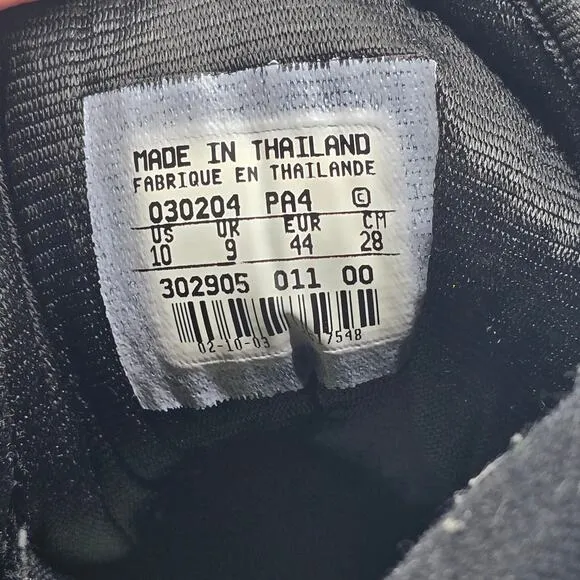 MADE IN THAILAND
FABRIQUE EN THAILANDE
030204 PA4 Ⓔ
US UK EUR CM
10 9 44 28
302905 011 00
02-10-03 17548